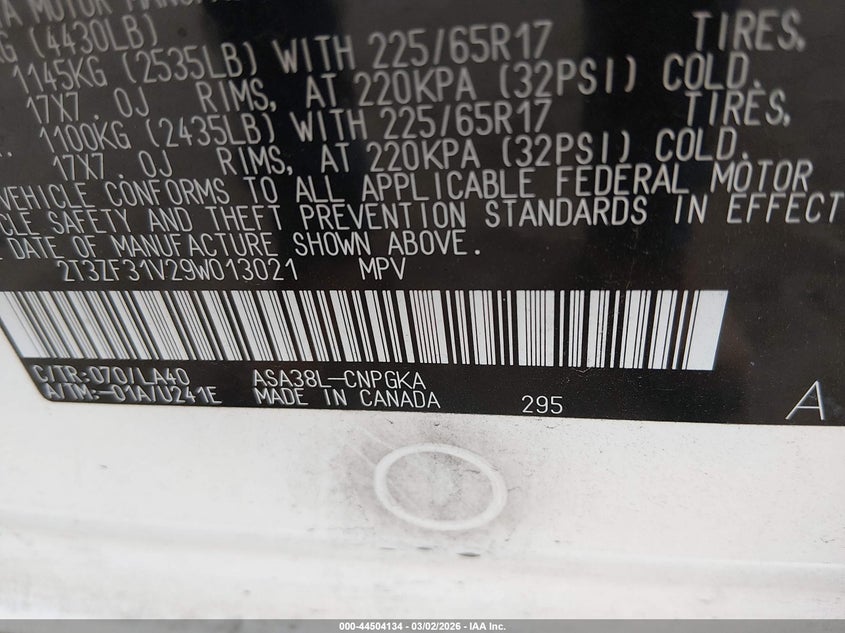 A MOTOR
KG (4430LB)
1145KG (2535LB) WITH 225/65R17 TIRES,
17X7.0J RIMS, AT 220KPA (32PSI) COLD.
1100KG (2435LB) WITH 225/65R17 TIRES,
17X7.0J RIMS, AT 220KPA (32PSI) COLD.
VEHICLE CONFORMS TO ALL APPLICABLE FEDERAL MOTOR
CLE SAFETY AND THEFT PREVENTION STANDARDS IN EFFECT
E DATE OF MANUFACTURE SHOWN ABOVE.
2T3ZF31V29W013021 MPV
C/TR:070/LA40 ASA38L-CNPGKA
A/TM:-01A/U241E MADE IN CANADA 295 A
000-44504134 - 03/02/2026 - IAA Inc.